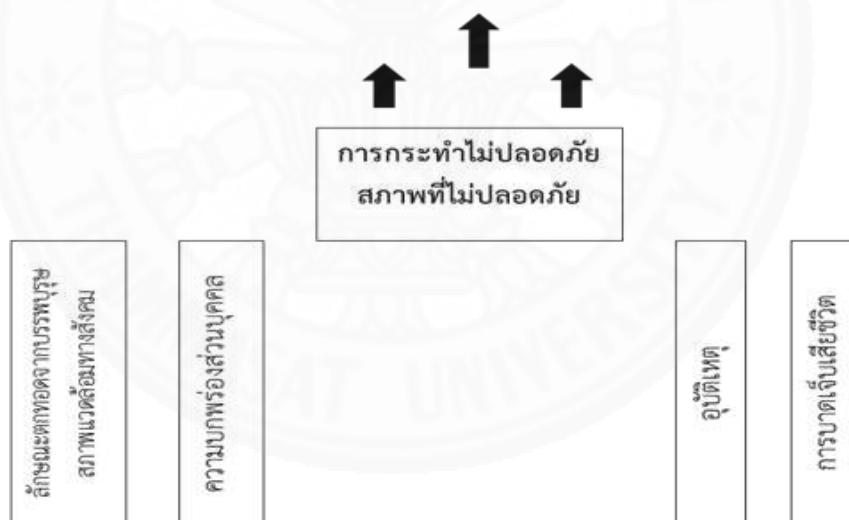 การกระทำไม่ปลอดภัย
สภาพที่ไม่ปลอดภัย
ลักษณะตกทอดจากบรรพบุรุษ
สภาพแวดล้อมทางสังคม
ความบกพร่องส่วนบุคคล
อุบัติเหตุ
การบาดเจ็บเสียชีวิต
THAMMASAT UNIVERSITY